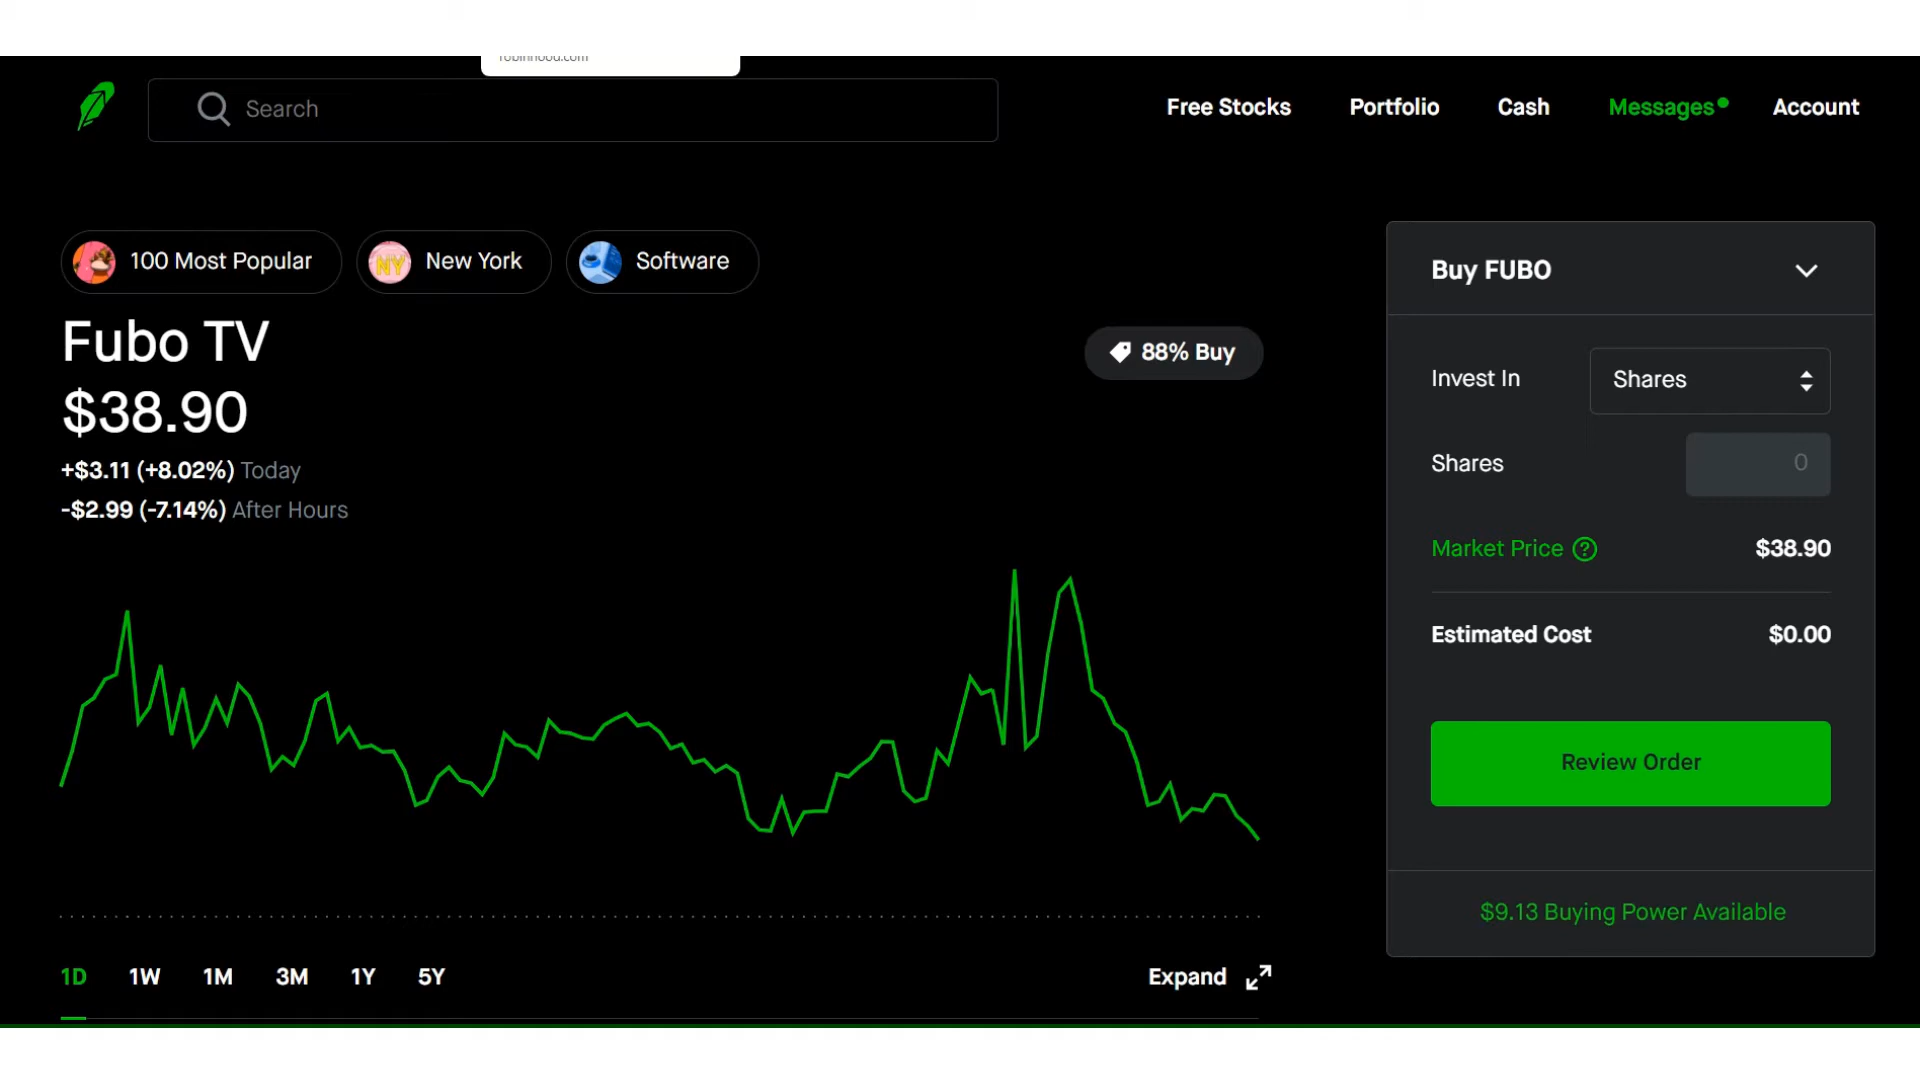 robinhood.com
Search
Free Stocks
Portfolio
Cash
Messages
Account
100 Most Popular
NY
New York
Software
Fubo TV
$38.90
+$3.11 (+8.02%) Today
-$2.99 (-7.14%) After Hours
88% Buy
1D
1W
1M
3M
1Y
5Y
Expand
Buy FUBO
Invest In
Shares
Shares
0
Market Price ?
$38.90
Estimated Cost
$0.00
Review Order
$9.13 Buying Power Available